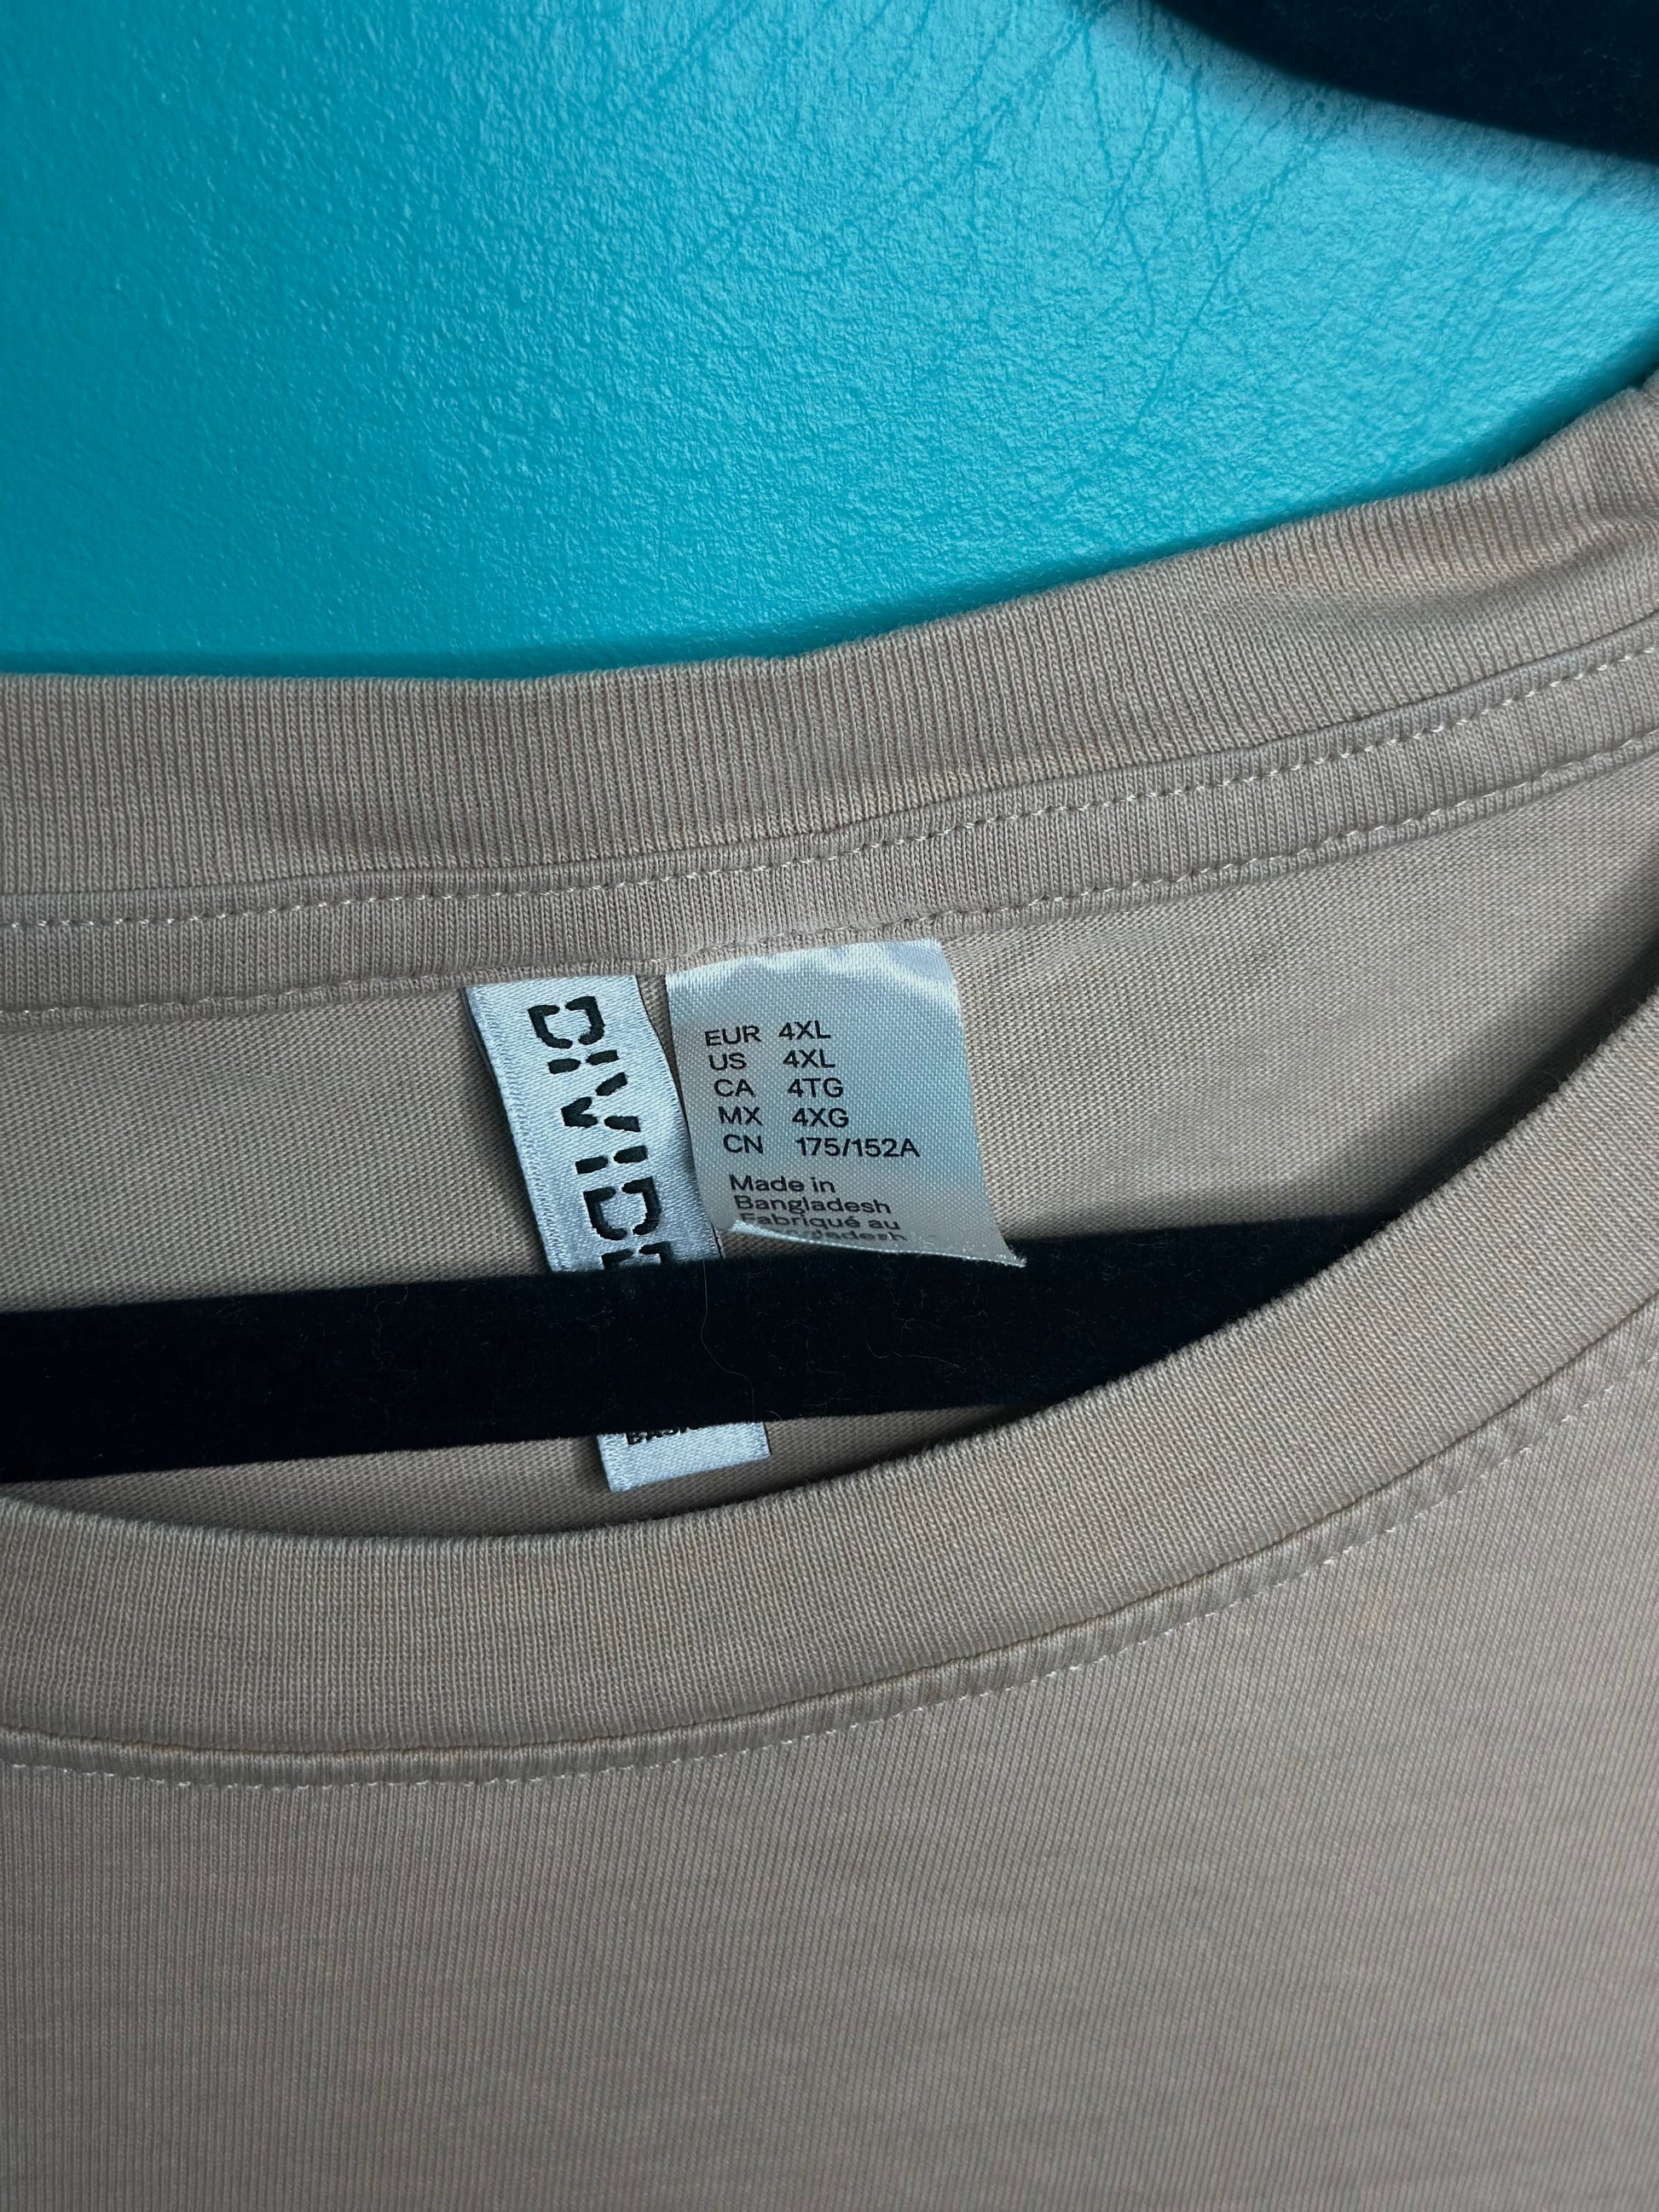 EUR 4XL
US 4XL
CA 4TG
MX 4XG
CN 175/152A
Made in
Bangladesh
Fabriqué au